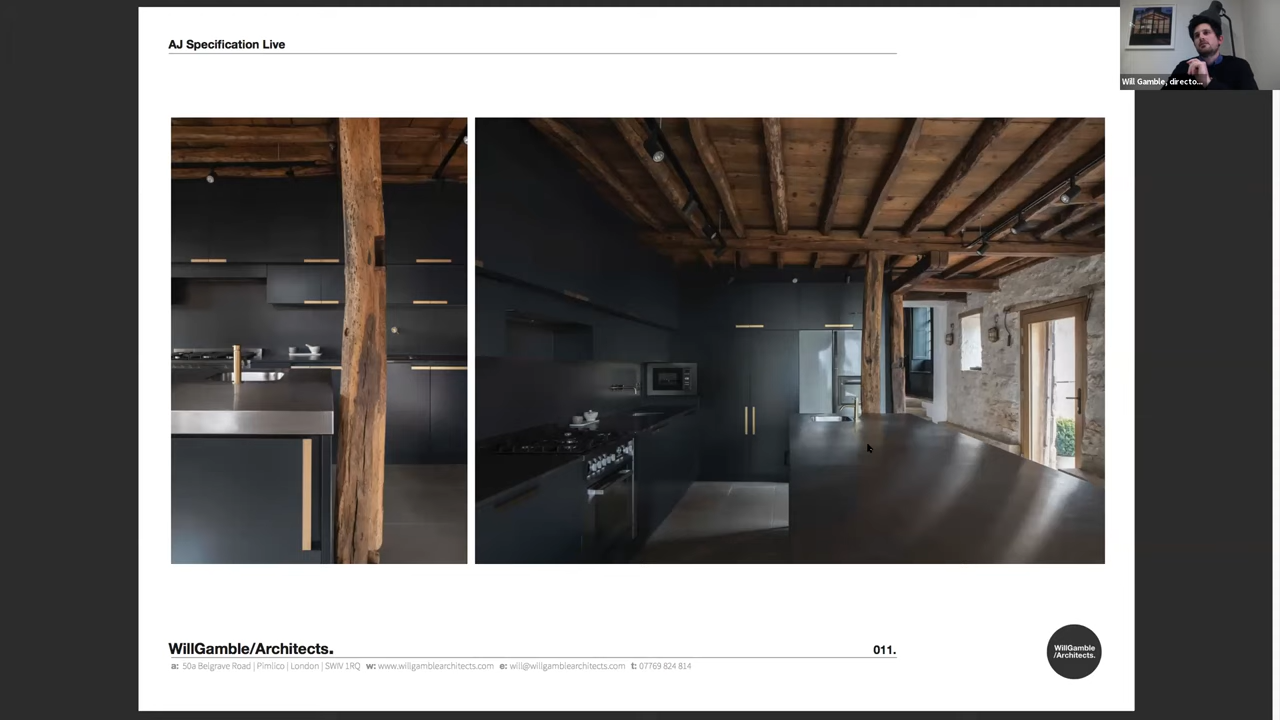 AJ Specification Live
Will Gamble, directo...
WillGamble/Architects.
011.
a: 50a Belgrave Road | Pimlico | London | SW1V 1RQ w: www.willgamblearchitects.com e: will@willgamblearchitects.com t: 07769 824 814
WillGamble
/Architects.